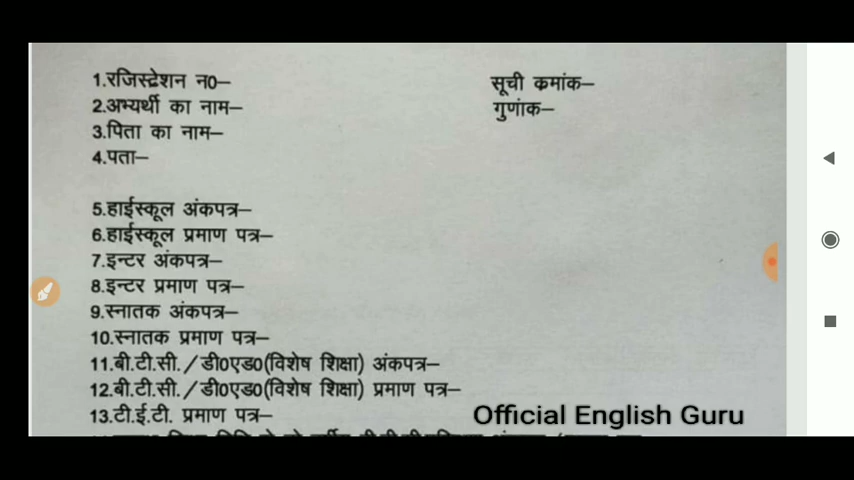 1.रजिस्ट्रेशन न0–
सूची क्रमांक–
2.अभ्यर्थी का नाम–
गुणांक–
3.पिता का नाम–
4.पता–
5.हाईस्कूल अंकपत्र–
6.हाईस्कूल प्रमाण पत्र–
7.इन्टर अंकपत्र–
8.इन्टर प्रमाण पत्र–
9.स्नातक अंकपत्र–
10.स्नातक प्रमाण पत्र–
11.बी.टी.सी./डी0एड0(विशेष शिक्षा) अंकपत्र–
12.बी.टी.सी./डी0एड0(विशेष शिक्षा) प्रमाण पत्र–
13.टी.ई.टी. प्रमाण पत्र–
Official English Guru